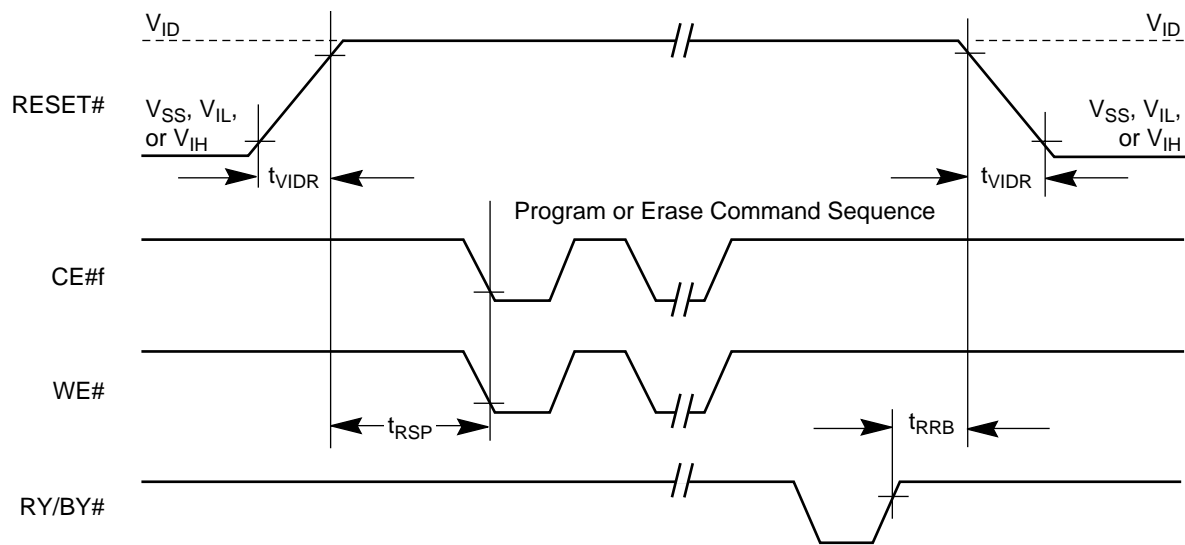 VID
VID
RESET#
VSS, VIL,
or VIH
VSS, VIL,
or VIH
tVIDR
tVIDR
Program or Erase Command Sequence
CE#f
WE#
tRSP
tRRB
RY/BY#